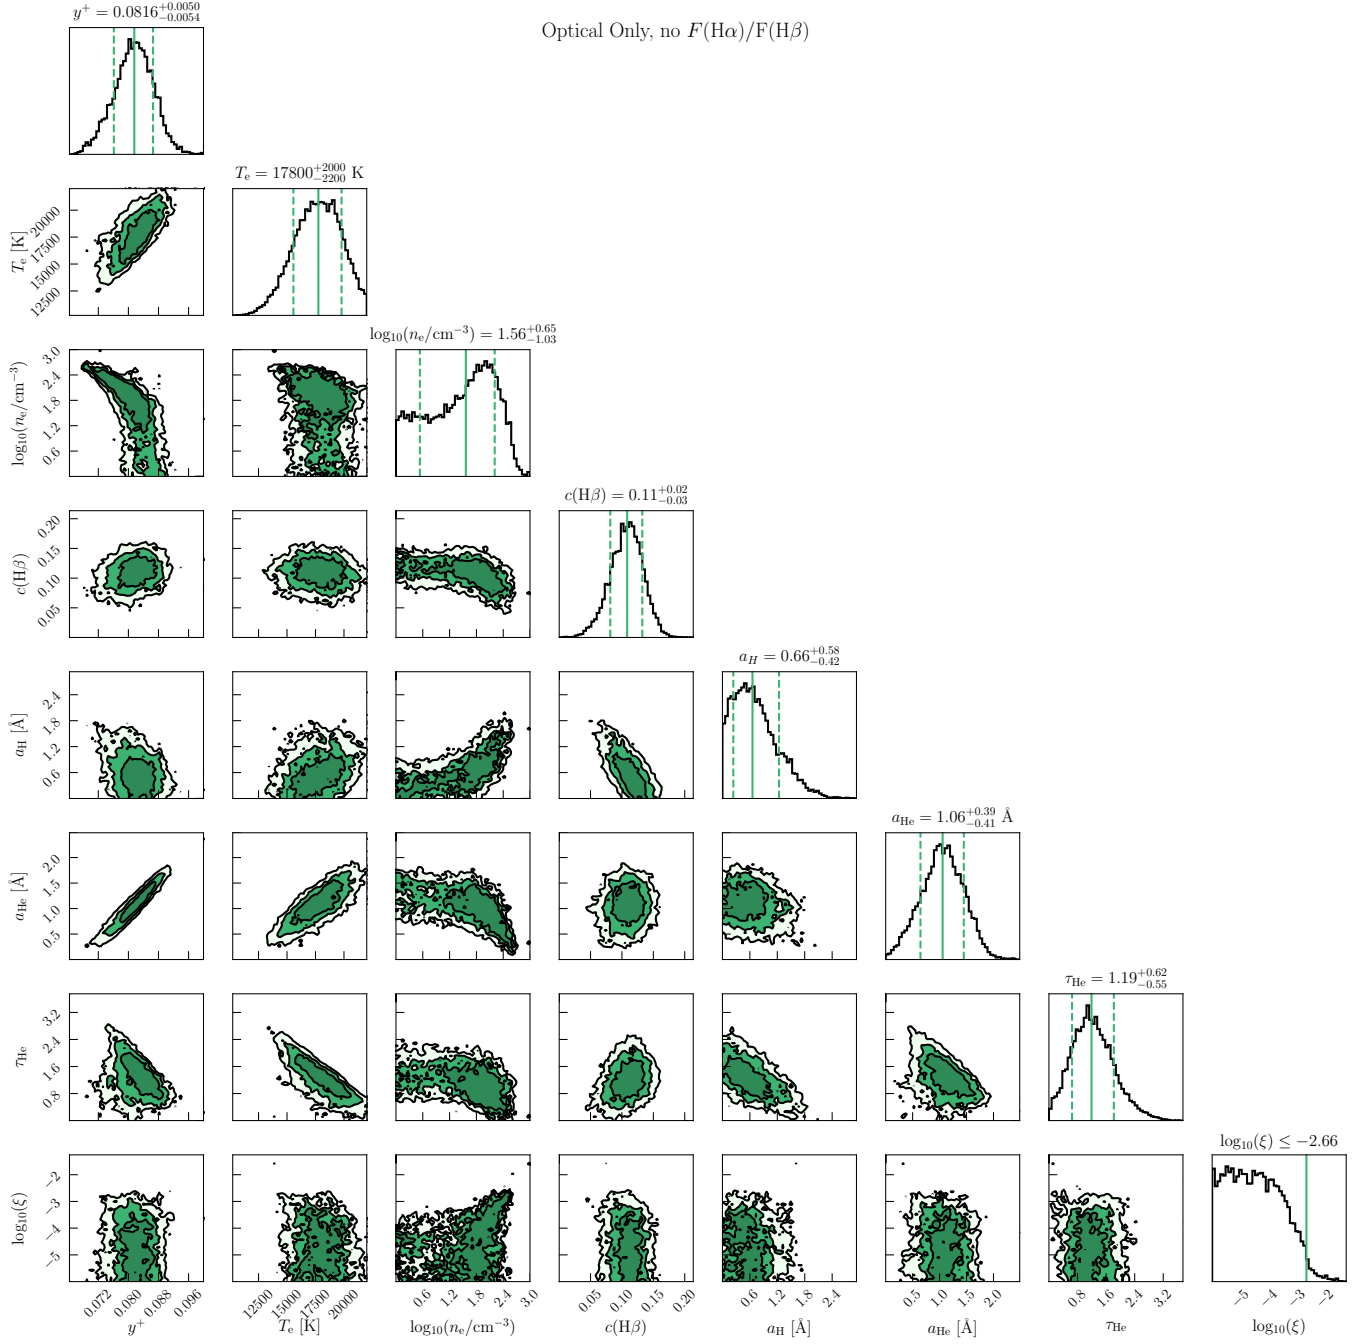 y⁺ = 0.0816 +0.0050 −0.0054
Optical Only, no F(Hα)/F(Hβ)
Tₑ = 17800 +2000 −2200 K
Tₑ [K]
20000
17500
15000
12500
log₁₀(nₑ/cm⁻³) = 1.56 +0.65 −1.03
log₁₀(nₑ/cm⁻³)
3.0
2.4
1.8
1.2
0.6
c(Hβ) = 0.11 +0.02 −0.03
c(Hβ)
0.20
0.15
0.10
0.05
a_H = 0.66 +0.58 −0.42
a_H [Å]
2.4
1.8
1.2
0.6
a_He = 1.06 +0.39 −0.41 Å
a_He [Å]
2.0
1.5
1.0
0.5
τ_He = 1.19 +0.62 −0.55
τ_He
3.2
2.4
1.6
0.8
log₁₀(ξ) ≤ −2.66
log₁₀(ξ)
−2
−3
−4
−5
0.072 0.080 0.088 0.096
12500 15000 17500 20000
0.6 1.2 1.8 2.4 3.0
0.05 0.10 0.15 0.20
0.6 1.2 1.8 2.4
0.5 1.0 1.5 2.0
0.8 1.6 2.4 3.2
−5 −4 −3 −2
y⁺
Tₑ [K]
log₁₀(nₑ/cm⁻³)
c(Hβ)
a_H [Å]
a_He [Å]
τ_He
log₁₀(ξ)